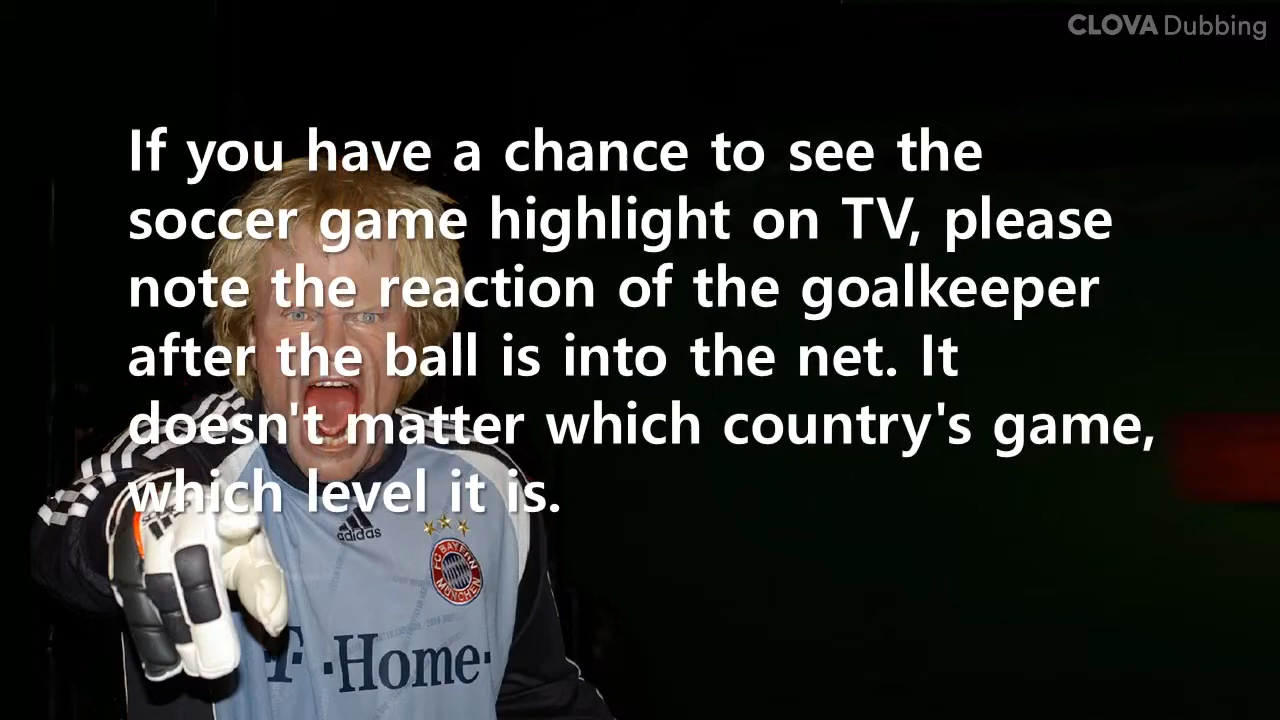 CLOVA Dubbing
If you have a chance to see the
soccer game highlight on TV, please
note the reaction of the goalkeeper
after the ball is into the net. It
doesn't matter which country's game,
which level it is.
adidas
FC BAYERN
MÜNCHEN
T··Home·